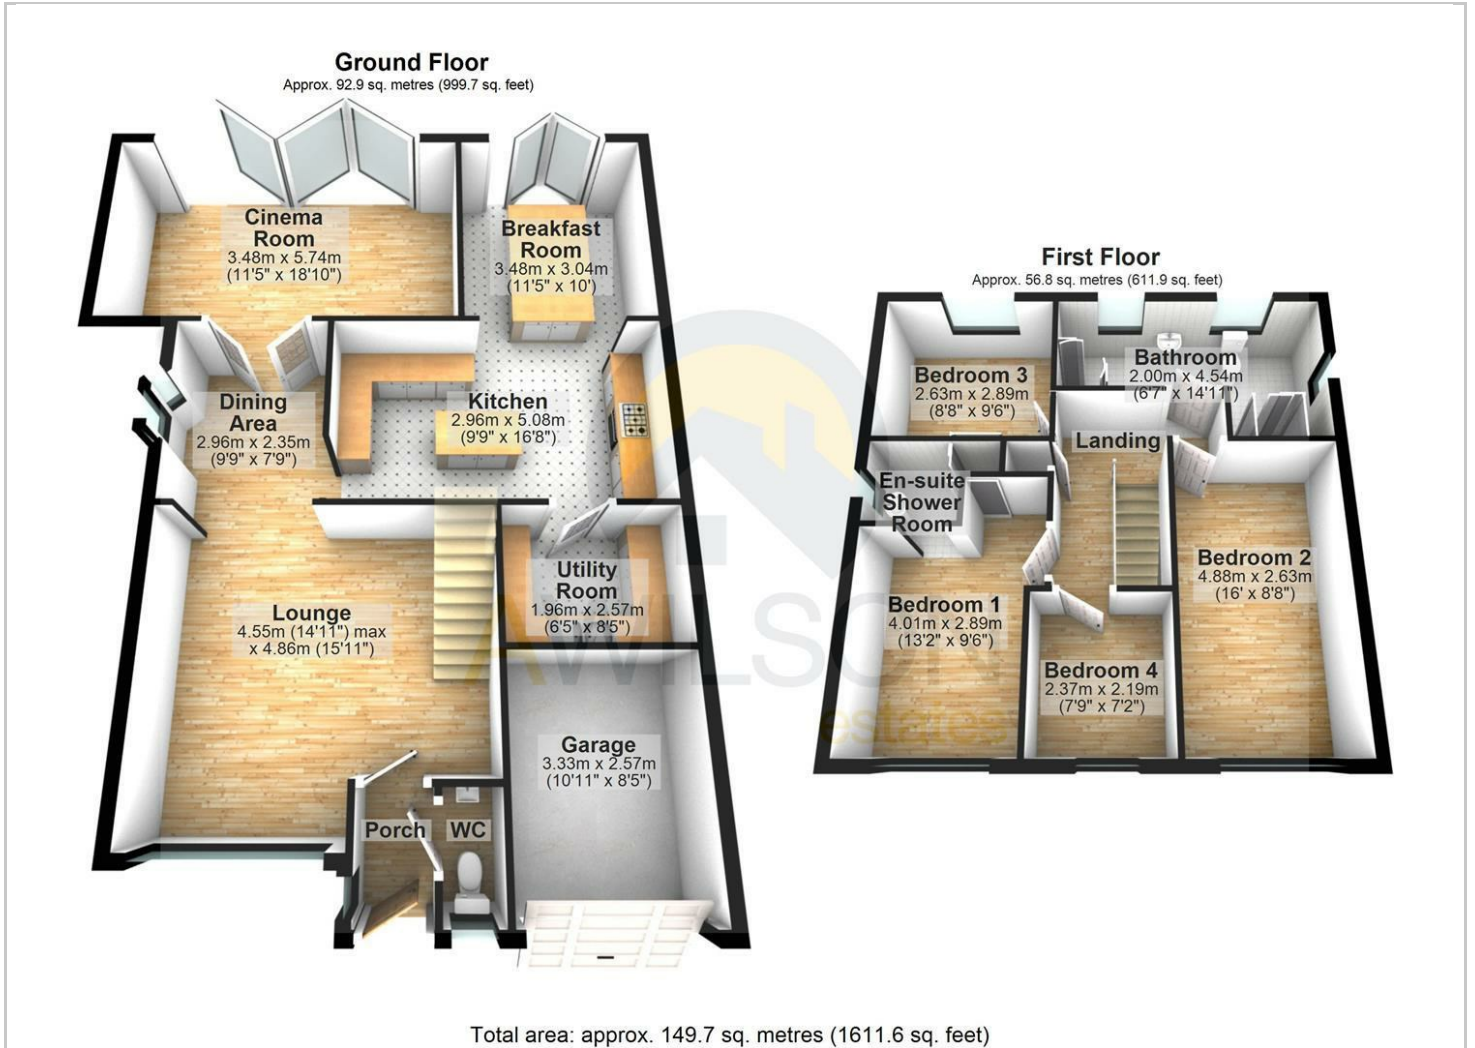 Ground Floor
Approx. 92.9 sq. metres (999.7 sq. feet)
Cinema
Room
3.48m x 5.74m
(11'5" x 18'10")
Breakfast
Room
3.48m x 3.04m
(11'5" x 10')
Dining
Area
2.96m x 2.35m
(9'9" x 7'9")
Kitchen
2.96m x 5.08m
(9'9" x 16'8")
Utility
Room
1.96m x 2.57m
(6'5" x 8'5")
Lounge
4.55m (14'11") max
x 4.86m (15'11")
Garage
3.33m x 2.57m
(10'11" x 8'5")
Porch
WC
First Floor
Approx. 56.8 sq. metres (611.9 sq. feet)
Bedroom 3
2.63m x 2.89m
(8'8" x 9'6")
Bathroom
2.00m x 4.54m
(6'7" x 14'11")
Landing
En-suite
Shower
Room
Bedroom 2
4.88m x 2.63m
(16' x 8'8")
Bedroom 1
4.01m x 2.89m
(13'2" x 9'6")
Bedroom 4
2.37m x 2.19m
(7'9" x 7'2")
AWILSON
estates
Total area: approx. 149.7 sq. metres (1611.6 sq. feet)